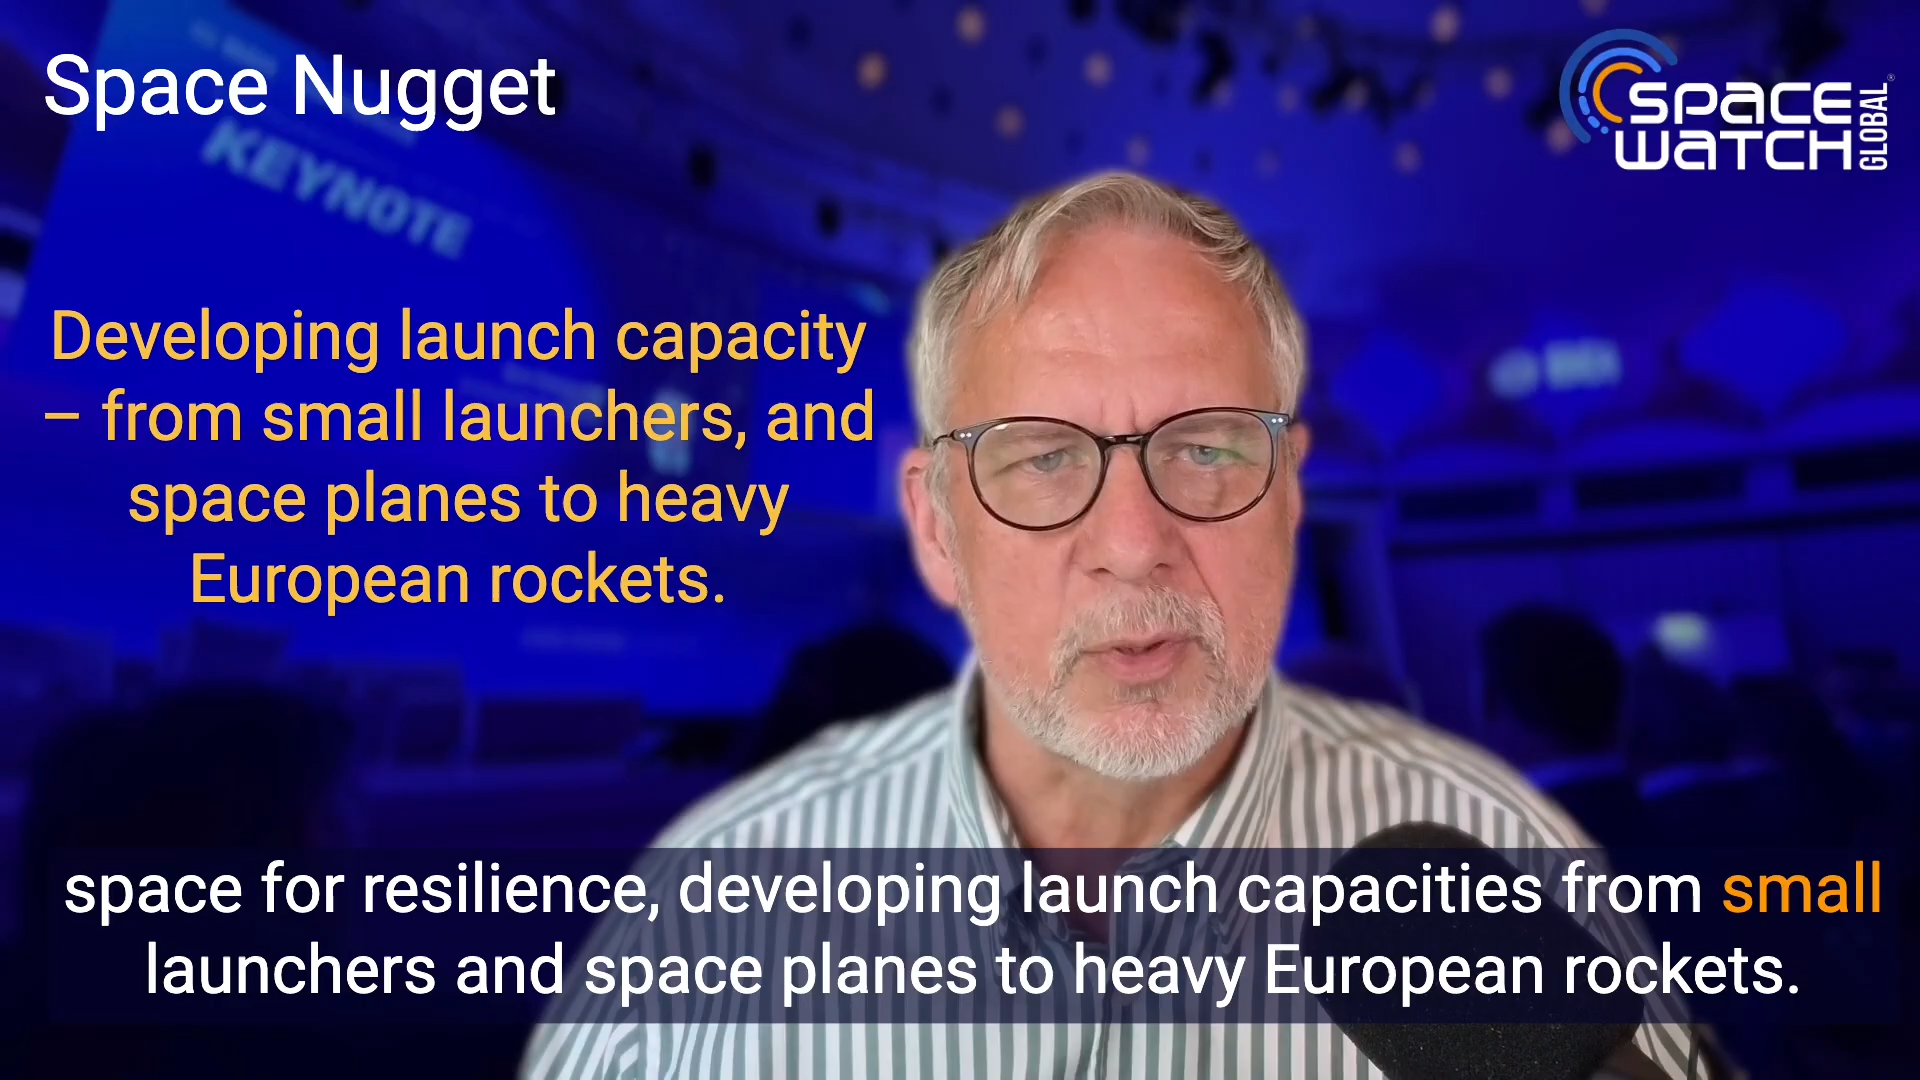 Space Nugget
SPACE
WATCH
GLOBAL
KEYNOTE
Developing launch capacity
– from small launchers, and
space planes to heavy
European rockets.
space for resilience, developing launch capacities from small
launchers and space planes to heavy European rockets.